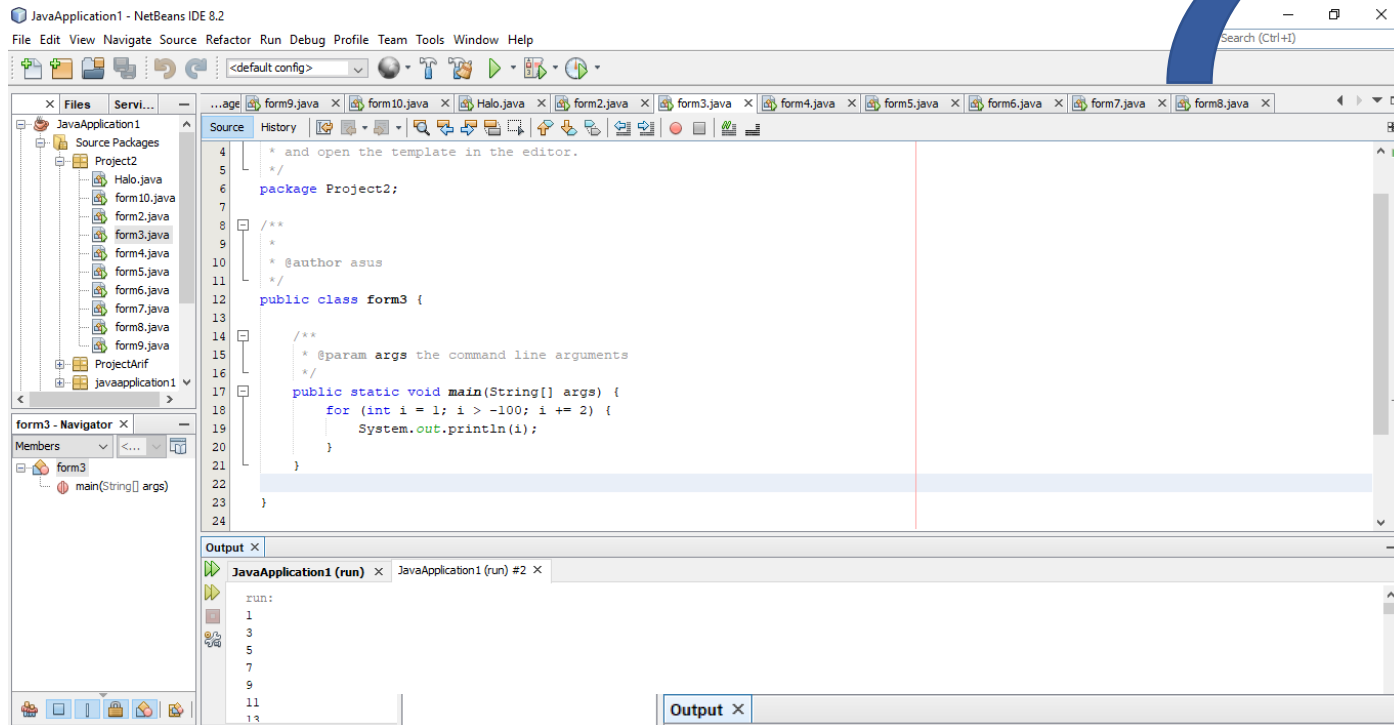 JavaApplication1 - NetBeans IDE 8.2
File Edit View Navigate Source Refactor Run Debug Profile Team Tools Window Help
Search (Ctrl+I)
<default config>
Files Servi...
...age form9.java form10.java Halo.java form2.java form3.java form4.java form5.java form6.java form7.java form8.java
JavaApplication1
Source Packages
Project2
Halo.java
form10.java
form2.java
form3.java
form4.java
form5.java
form6.java
form7.java
form8.java
form9.java
ProjectArif
javaapplication1
Source History
4 * and open the template in the editor.
5 */
6 package Project2;
7
8 /**
9 *
10 * @author asus
11 */
12 public class form3 {
13
14 /**
15 * @param args the command line arguments
16 */
17 public static void main(String[] args) {
18 for (int i = 1; i > -100; i += 2) {
19 System.out.println(i);
20 }
21 }
22
23 }
24
form3 - Navigator
Members <...
form3
main(String[] args)
Output
JavaApplication1 (run) JavaApplication1 (run) #2
run:
1
3
5
7
9
11
13
Output